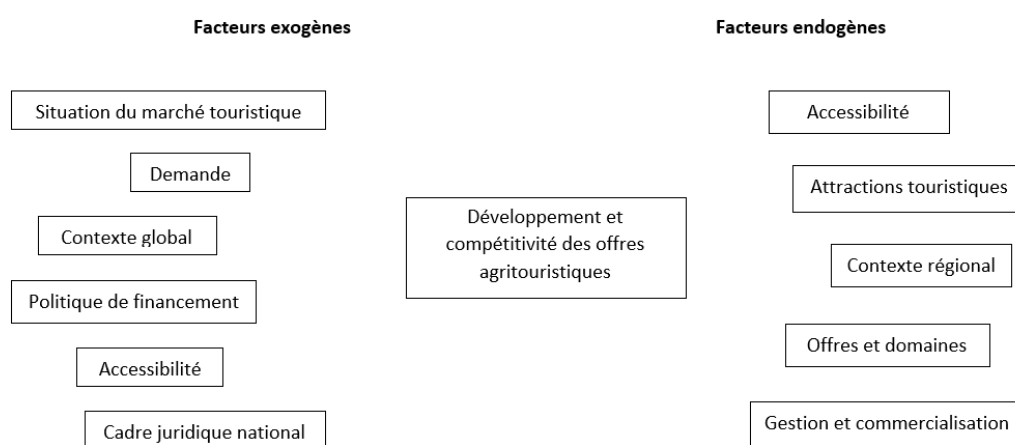 Facteurs exogènes
Facteurs endogènes
Situation du marché touristique
Demande
Contexte global
Politique de financement
Accessibilité
Cadre juridique national
Développement et
compétitivité des offres
agritouristiques
Accessibilité
Attractions touristiques
Contexte régional
Offres et domaines
Gestion et commercialisation